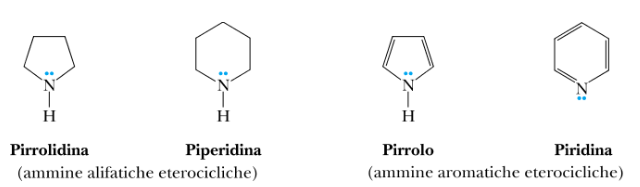 N N N N
H H H
Pirrolidina Piperidina Pirrolo Piridina
(ammine alifatiche eterocicliche) (ammine aromatiche eterocicliche)